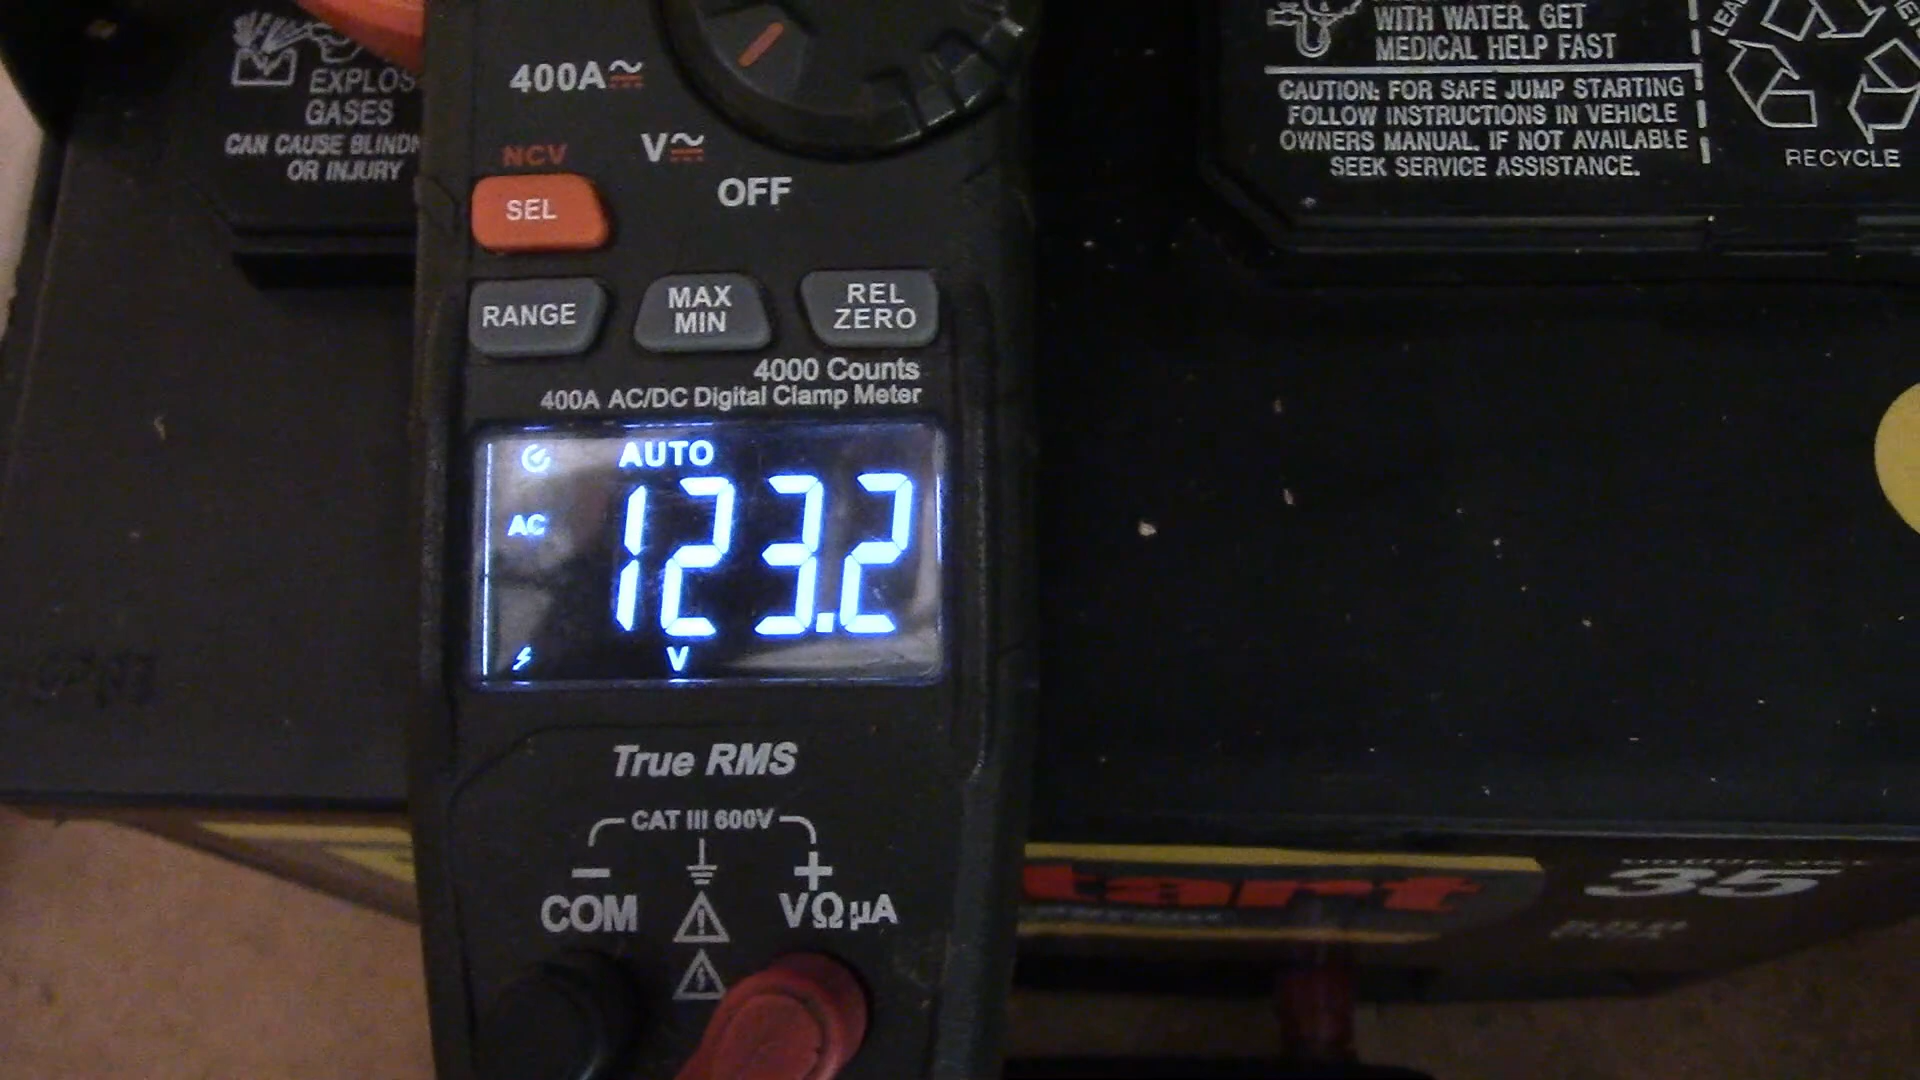 EXPLOS
GASES
CAN CAUSE BLINDN
OR INJURY
400A
NCV
V
OFF
SEL
RANGE
MAX
MIN
REL
ZERO
4000 Counts
400A AC/DC Digital Clamp Meter
AUTO
AC
123.2
V
True RMS
CAT III 600V
− +
COM
VΩµA
WITH WATER. GET
MEDICAL HELP FAST
CAUTION: FOR SAFE JUMP STARTING
FOLLOW INSTRUCTIONS IN VEHICLE
OWNERS MANUAL. IF NOT AVAILABLE
SEEK SERVICE ASSISTANCE.
LEA
RECYCLE
tart
35